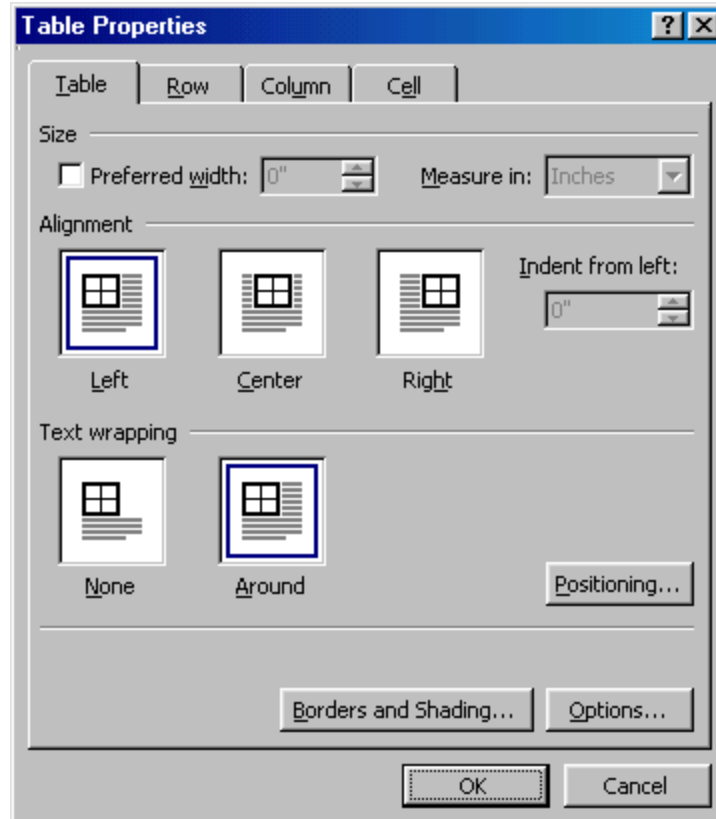 Table Properties
Table Row Column Cell
Size
Preferred width: 0" Measure in: Inches
Alignment
Indent from left:
0"
Left Center Right
Text wrapping
None Around
Positioning...
Borders and Shading... Options...
OK Cancel